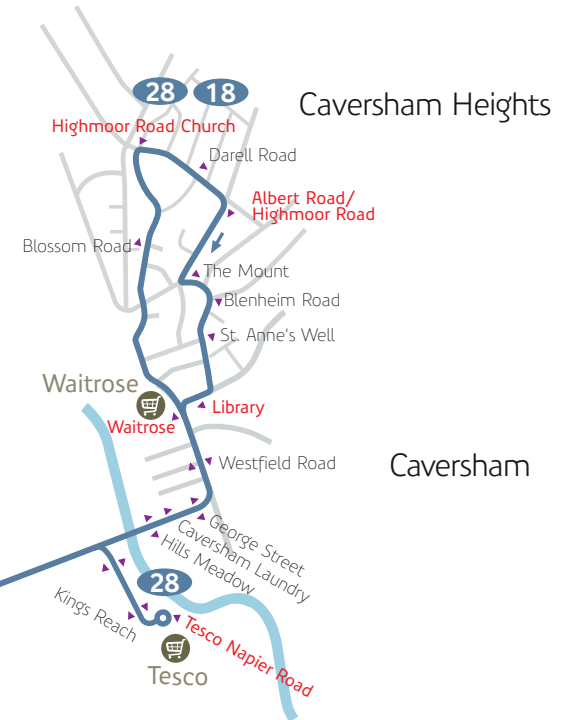 28
18
Caversham Heights
Highmoor Road Church
Darell Road
Albert Road/
Highmoor Road
Blossom Road
The Mount
Blenheim Road
St. Anne's Well
Waitrose
Library
Waitrose
Westfield Road
Caversham
George Street
Caversham Laundry
Hills Meadow
28
Kings Reach
Tesco Napier Road
Tesco